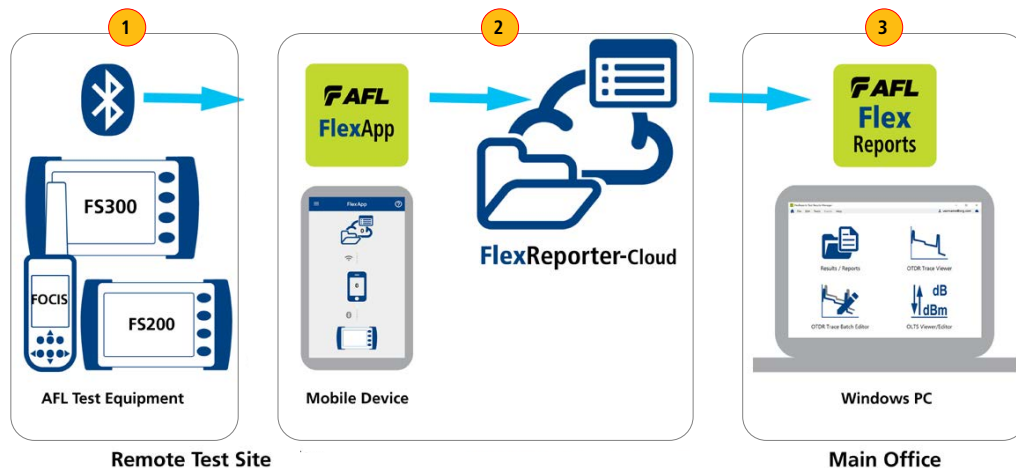 1
2
3
AFL
FlexApp
AFL
Flex
Reports
FlexReporter-Cloud
FS300
FOCIS
FS200
FlexApp
?
Results / Reports
OTDR Trace Viewer
OTDR Trace Batch Editor
dB
dBm
OLTS Viewer/Editor
AFL Test Equipment
Mobile Device
Windows PC
Remote Test Site
Main Office